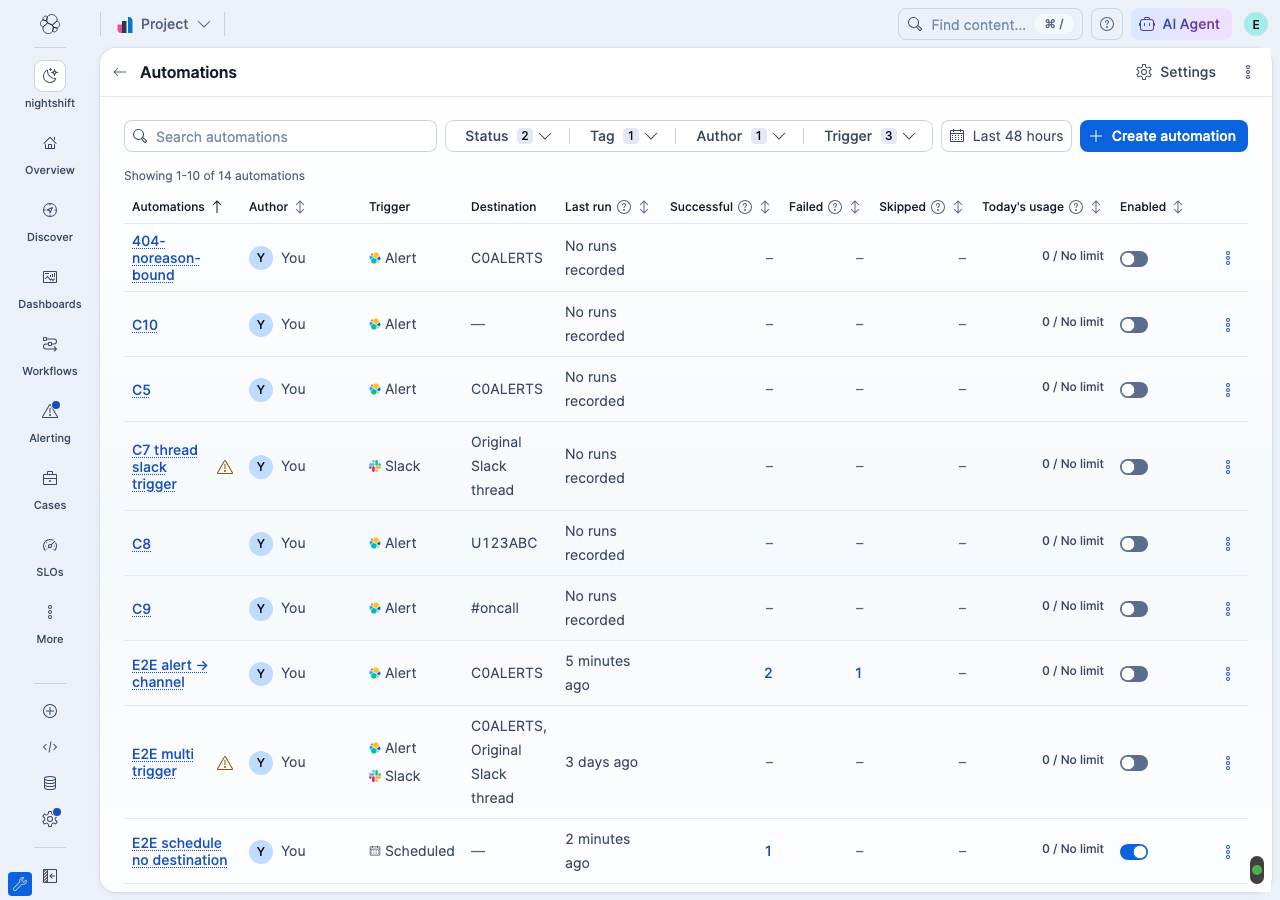 Project
Find content... ⌘ /
AI Agent
E
nightshift
Overview
Discover
Dashboards
Workflows
Alerting
Cases
SLOs
More
Automations
Settings
Search automations
Status 2
Tag 1
Author 1
Trigger 3
Last 48 hours
Create automation
Showing 1-10 of 14 automations
Automations Author Trigger Destination Last run Successful Failed Skipped Today's usage Enabled
404-
noreason-
bound
Y You Alert C0ALERTS
No runs
recorded
– – – 0 / No limit
C10 Y You Alert —
No runs
recorded
– – – 0 / No limit
C5 Y You Alert C0ALERTS
No runs
recorded
– – – 0 / No limit
C7 thread
slack
trigger
Y You Slack
Original
Slack
thread
No runs
recorded
– – – 0 / No limit
C8 Y You Alert U123ABC
No runs
recorded
– – – 0 / No limit
C9 Y You Alert #oncall
No runs
recorded
– – – 0 / No limit
E2E alert →
channel
Y You Alert C0ALERTS
5 minutes
ago
2 1 – 0 / No limit
E2E multi
trigger
Y You
Alert
Slack
C0ALERTS,
Original
Slack
thread
3 days ago – – – 0 / No limit
E2E schedule
no destination
Y You Scheduled —
2 minutes
ago
1 – – 0 / No limit